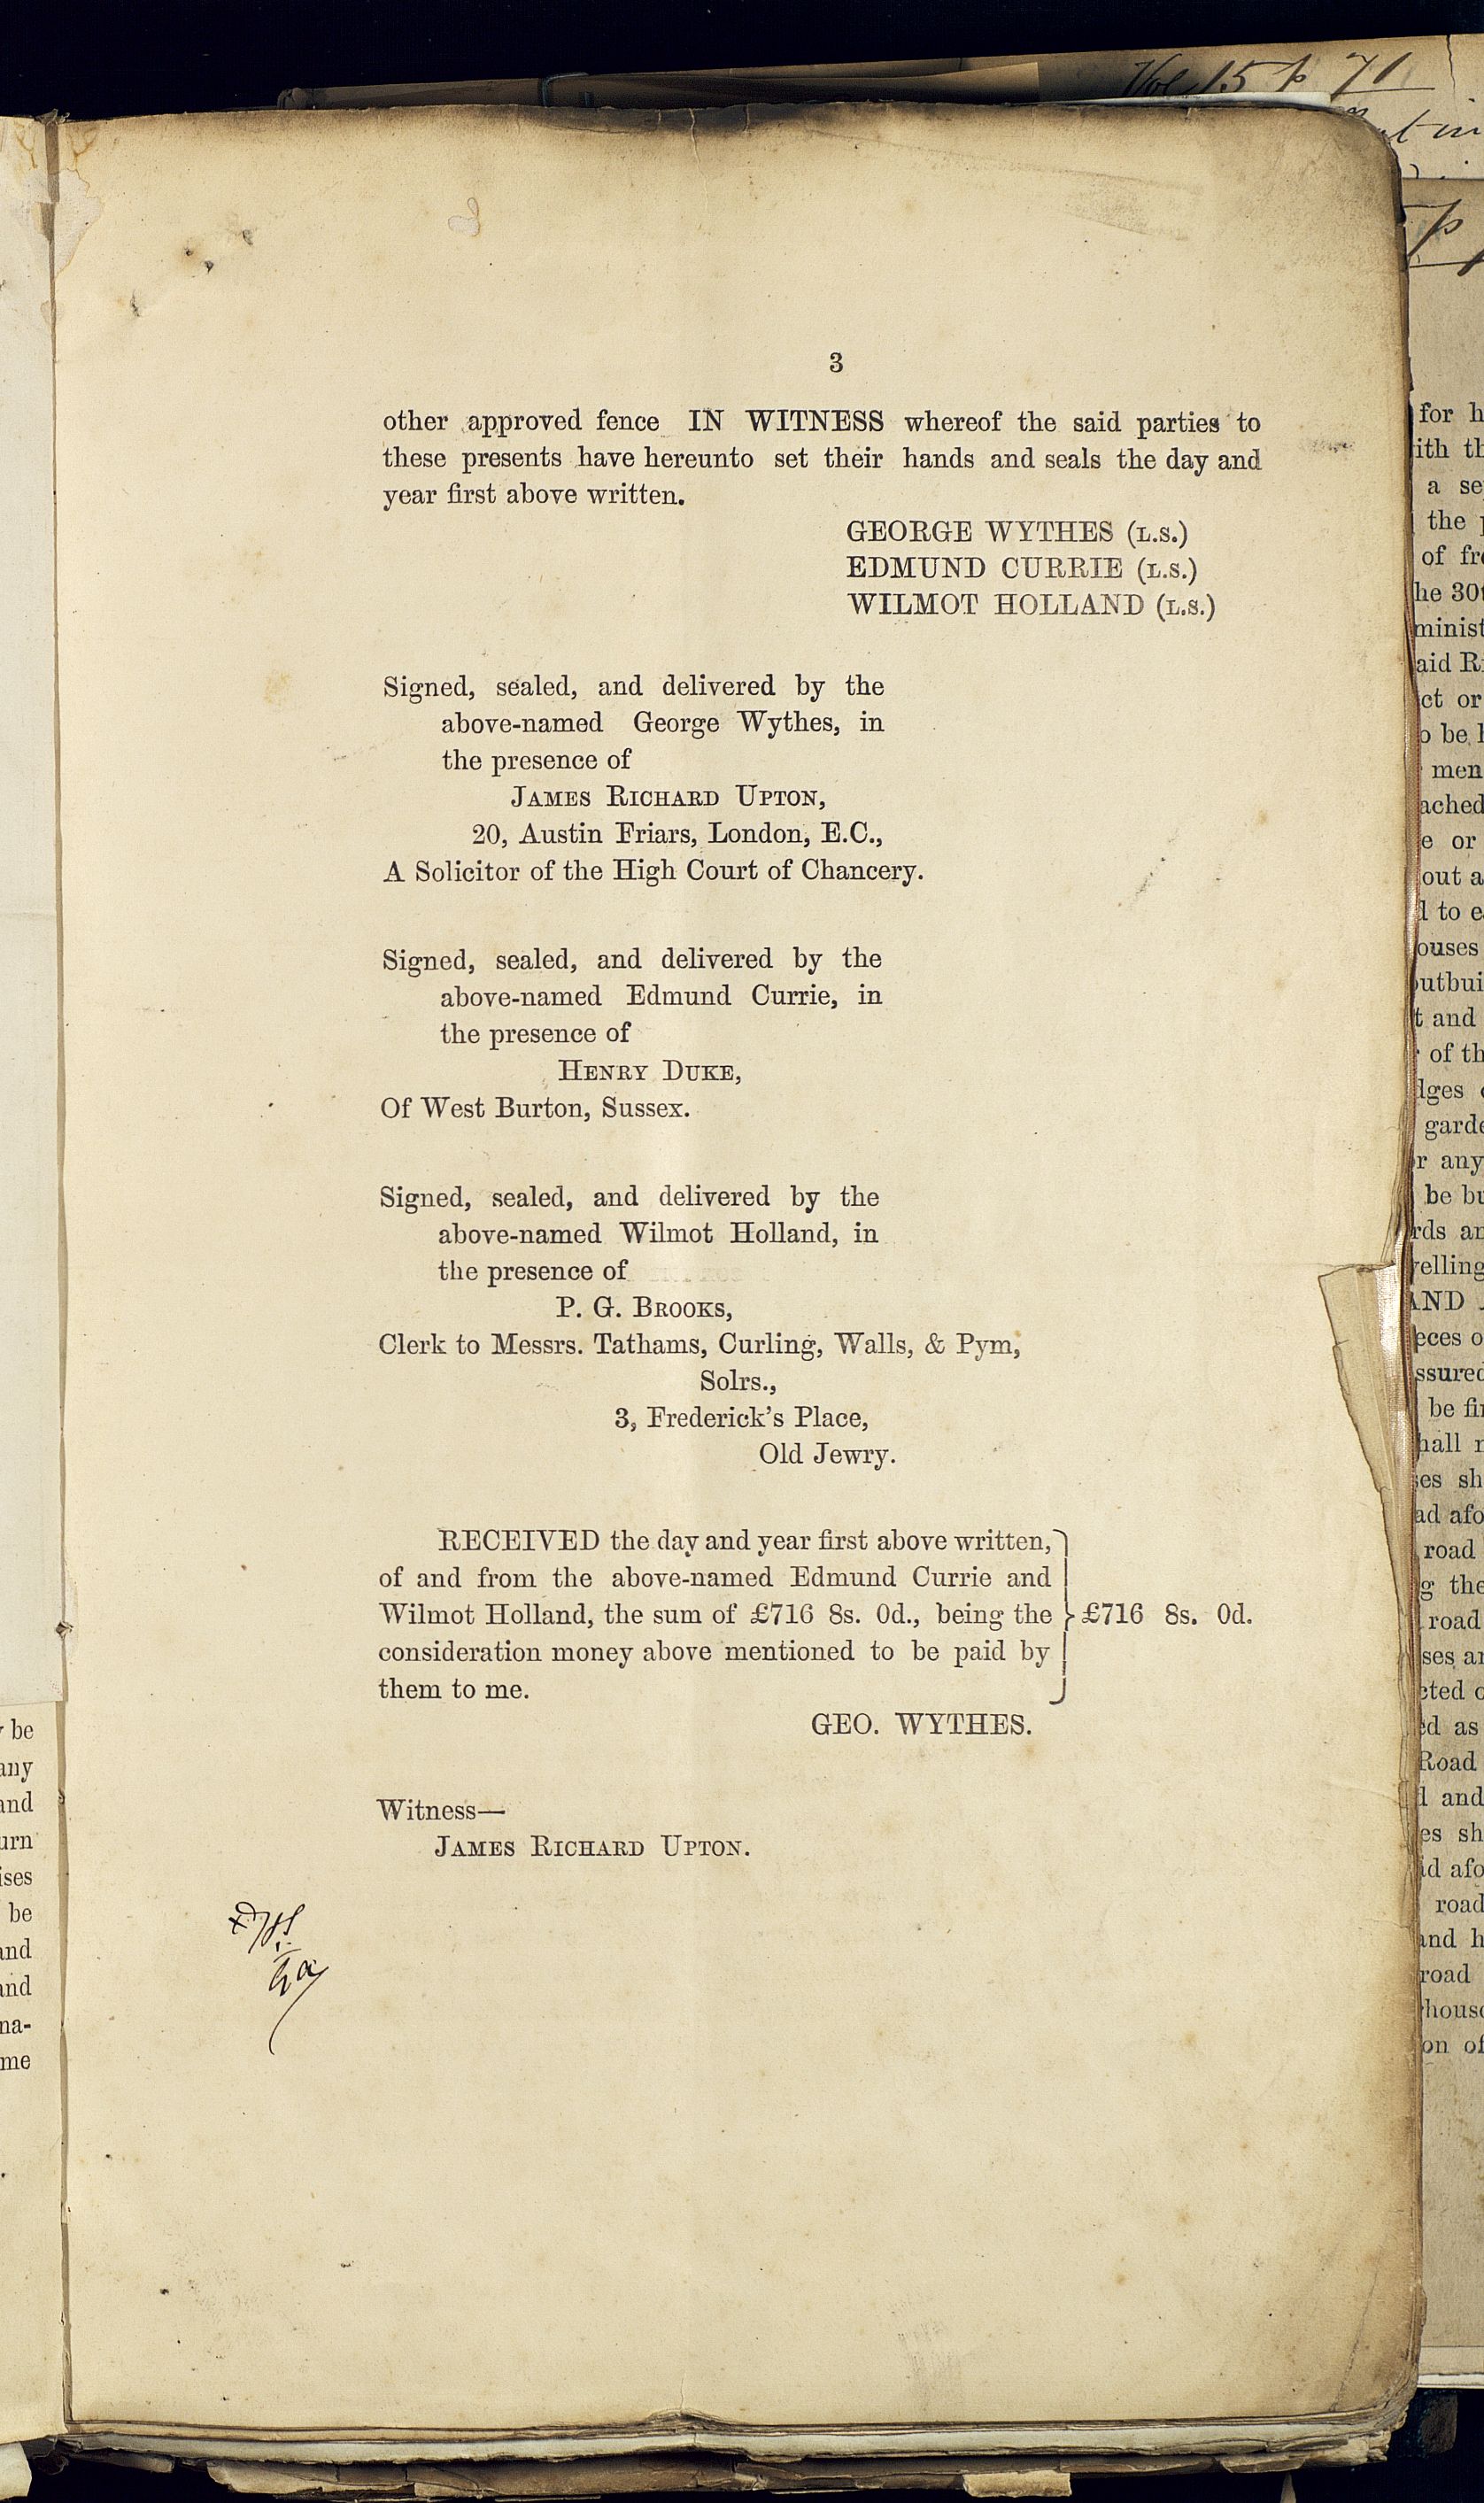 Vol 15 p 71
3
other approved fence IN WITNESS whereof the said parties to
these presents have hereunto set their hands and seals the day and
year first above written.
GEORGE WYTHES (L.S.)
EDMUND CURRIE (L.S.)
WILMOT HOLLAND (L.S.)
Signed, sealed, and delivered by the
above-named George Wythes, in
the presence of
JAMES RICHARD UPTON,
20, Austin Friars, London, E.C.,
A Solicitor of the High Court of Chancery.
Signed, sealed, and delivered by the
above-named Edmund Currie, in
the presence of
HENRY DUKE,
Of West Burton, Sussex.
Signed, sealed, and delivered by the
above-named Wilmot Holland, in
the presence of
P. G. BROOKS,
Clerk to Messrs. Tathams, Curling, Walls, & Pym,
Solrs.,
3, Frederick's Place,
Old Jewry.
RECEIVED the day and year first above written,
of and from the above-named Edmund Currie and
Wilmot Holland, the sum of £716 8s. 0d., being the } £716 8s. 0d.
consideration money above mentioned to be paid by
them to me.
GEO. WYTHES.
Witness—
JAMES RICHARD UPTON.